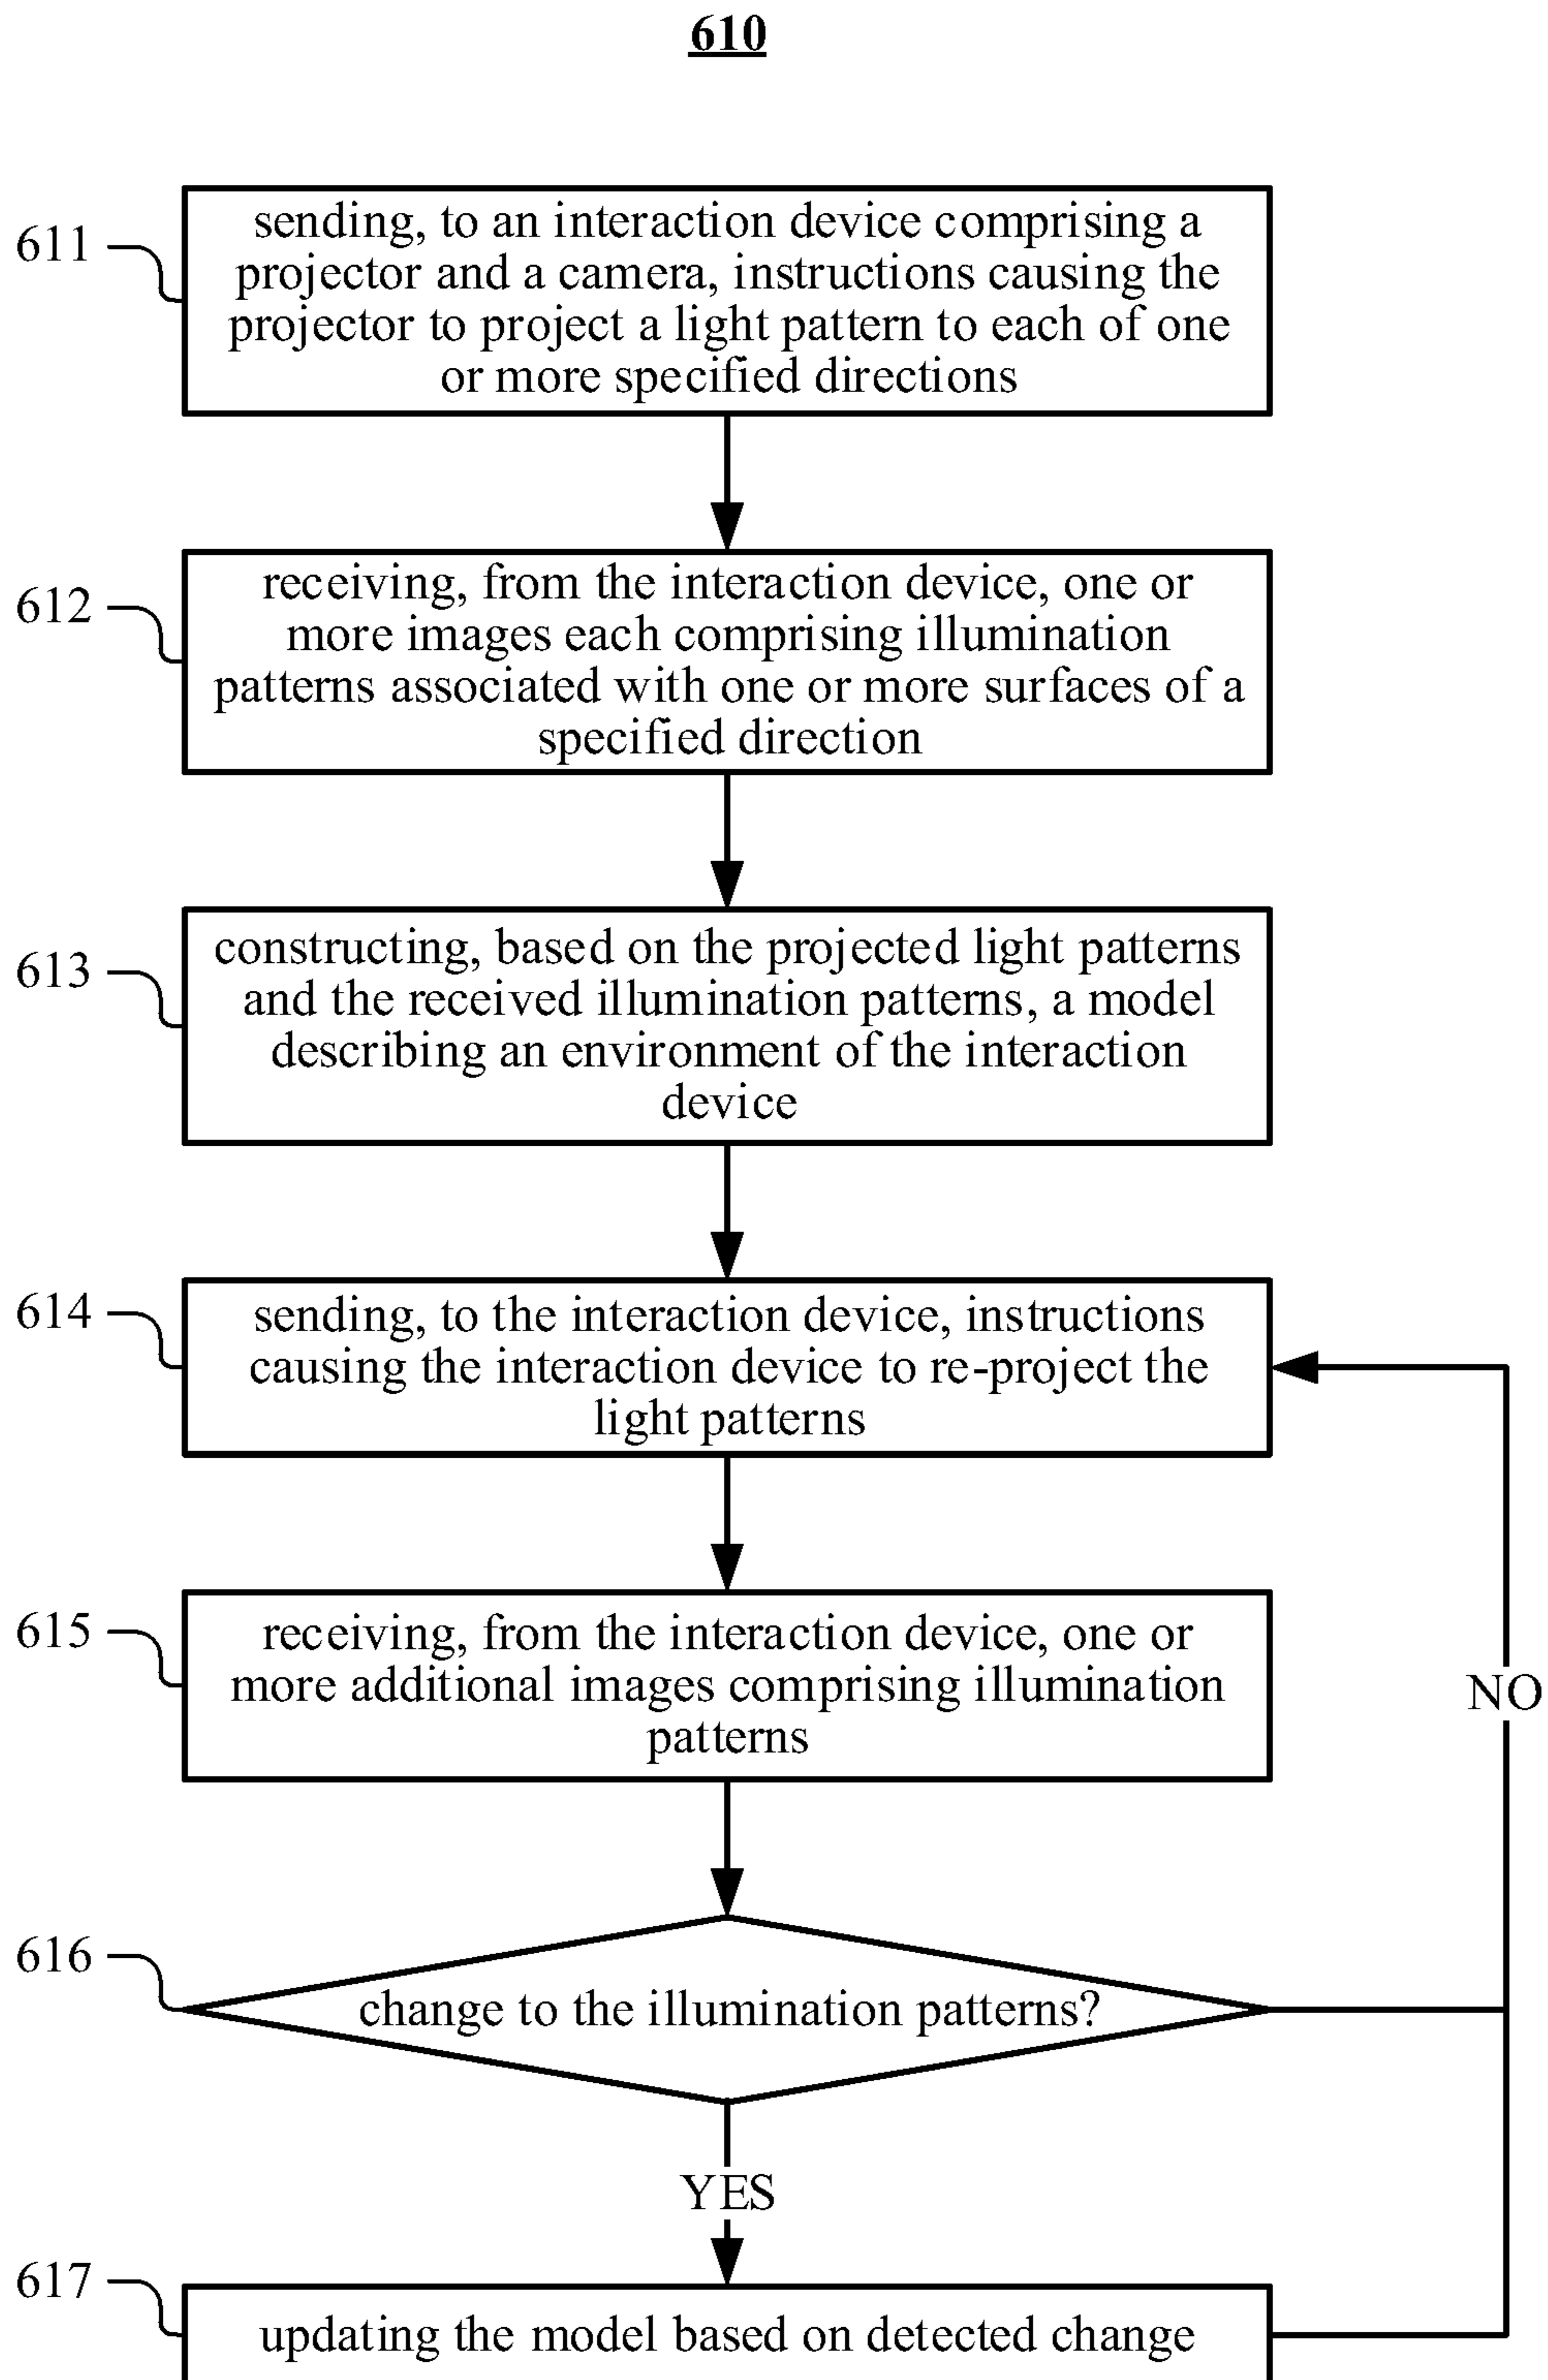 610
611
sending, to an interaction device comprising a
projector and a camera, instructions causing the
projector to project a light pattern to each of one
or more specified directions
612
receiving, from the interaction device, one or
more images each comprising illumination
patterns associated with one or more surfaces of a
specified direction
613
constructing, based on the projected light patterns
and the received illumination patterns, a model
describing an environment of the interaction
device
614
sending, to the interaction device, instructions
causing the interaction device to re-project the
light patterns
615
receiving, from the interaction device, one or
more additional images comprising illumination
patterns
NO
616
change to the illumination patterns?
YES
617
updating the model based on detected change